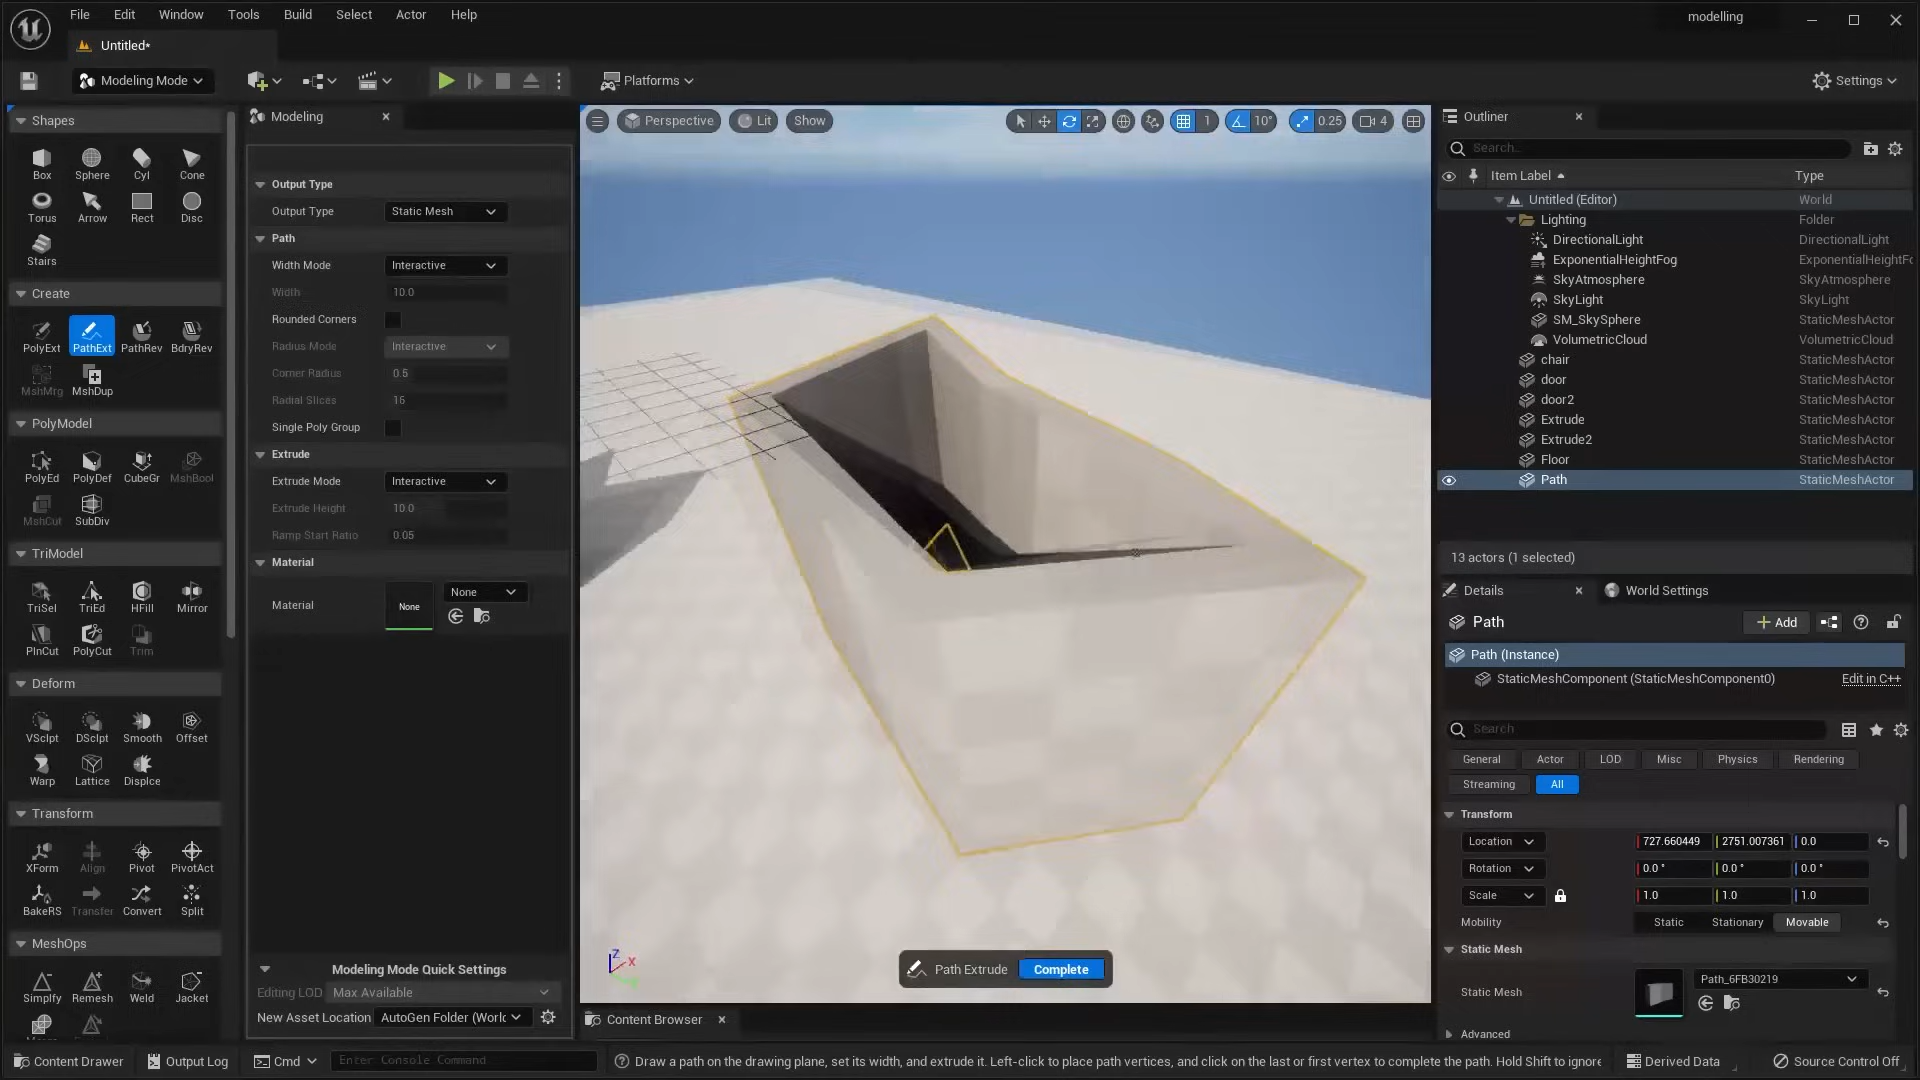 File Edit Window Tools Build Select Actor Help
modelling
Untitled*
Modeling Mode
Platforms
Settings
Shapes
Box Sphere Cyl Cone
Torus Arrow Rect Disc
Stairs
Create
PolyExt PathExt PathRev BdryRev
MshMrg MshDup
PolyModel
PolyEd PolyDef CubeGr MshBool
MshCut SubDiv
TriModel
TriSel TriEd HFill Mirror
PlnCut PolyCut Trim
Deform
VSclpt DSclpt Smooth Offset
Warp Lattice Displce
Transform
XForm Align Pivot PivotAct
BakeRS Transfer Convert Split
MeshOps
Simplfy Remesh Weld Jacket
Modeling
Output Type
Output Type Static Mesh
Path
Width Mode Interactive
Width 10.0
Rounded Corners
Radius Mode Interactive
Corner Radius 0.5
Radial Slices 16
Single Poly Group
Extrude
Extrude Mode Interactive
Extrude Height 10.0
Ramp Start Ratio 0.05
Material
Material None None
Modeling Mode Quick Settings
Editing LOD Max Available
New Asset Location AutoGen Folder (Worlc
Perspective Lit Show
1 10° 0.25 4
Z X
Path Extrude Complete
Content Browser
Outliner
Search...
Item Label Type
Untitled (Editor) World
Lighting Folder
DirectionalLight DirectionalLight
ExponentialHeightFog ExponentialHeightFo
SkyAtmosphere SkyAtmosphere
SkyLight SkyLight
SM_SkySphere StaticMeshActor
VolumetricCloud VolumetricCloud
chair StaticMeshActor
door StaticMeshActor
door2 StaticMeshActor
Extrude StaticMeshActor
Extrude2 StaticMeshActor
Floor StaticMeshActor
Path StaticMeshActor
13 actors (1 selected)
Details World Settings
Path Add
Path (Instance)
StaticMeshComponent (StaticMeshComponent0) Edit in C++
Search
General Actor LOD Misc Physics Rendering
Streaming All
Transform
Location 727.660449 2751.007361 0.0
Rotation 0.0 ° 0.0 ° 0.0 °
Scale 1.0 1.0 1.0
Mobility Static Stationary Movable
Static Mesh
Static Mesh Path_6FB30219
Advanced
Content Drawer Output Log Cmd Enter Console Command
Draw a path on the drawing plane, set its width, and extrude it. Left-click to place path vertices, and click on the last or first vertex to complete the path. Hold Shift to ignore
Derived Data Source Control Off